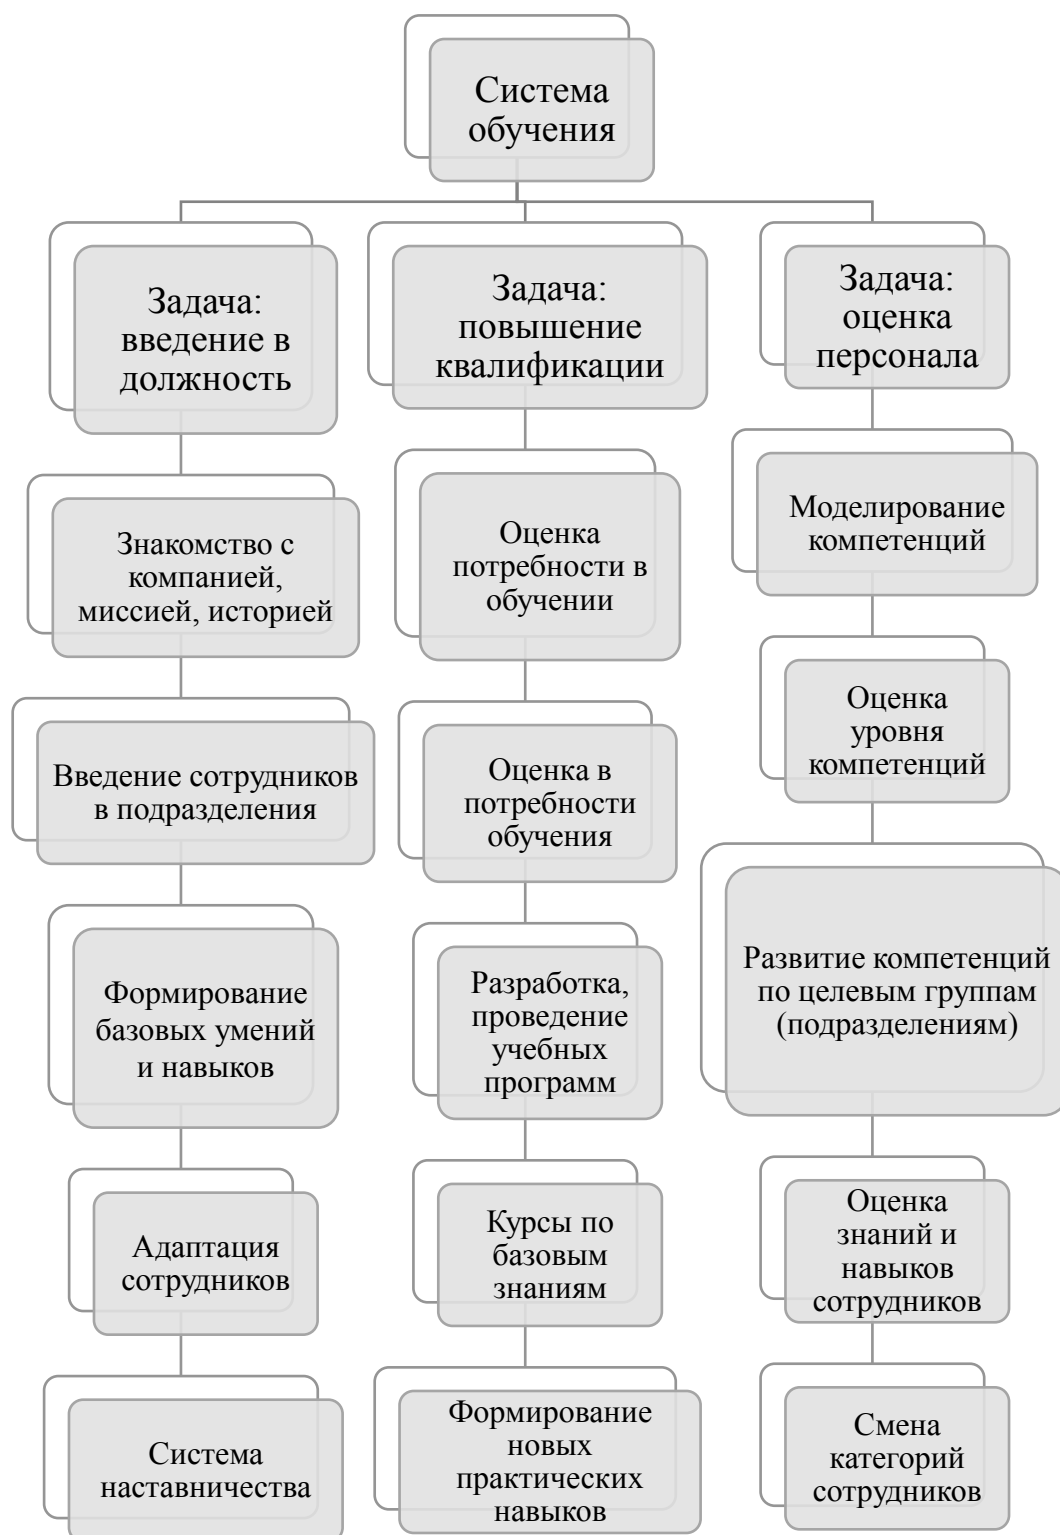 Система
обучения
Задача:
введение в
должность
Знакомство с
компанией,
миссией, историей
Введение сотрудников
в подразделения
Формирование
базовых умений
и навыков
Адаптация
сотрудников
Система
наставничества
Задача:
повышение
квалификации
Оценка
потребности в
обучении
Оценка в
потребности
обучения
Разработка,
проведение
учебных
программ
Курсы по
базовым
знаниям
Формирование
новых
практических
навыков
Задача:
оценка
персонала
Моделирование
компетенций
Оценка
уровня
компетенций
Развитие компетенций
по целевым группам
(подразделениям)
Оценка
знаний и
навыков
сотрудников
Смена
категорий
сотрудников